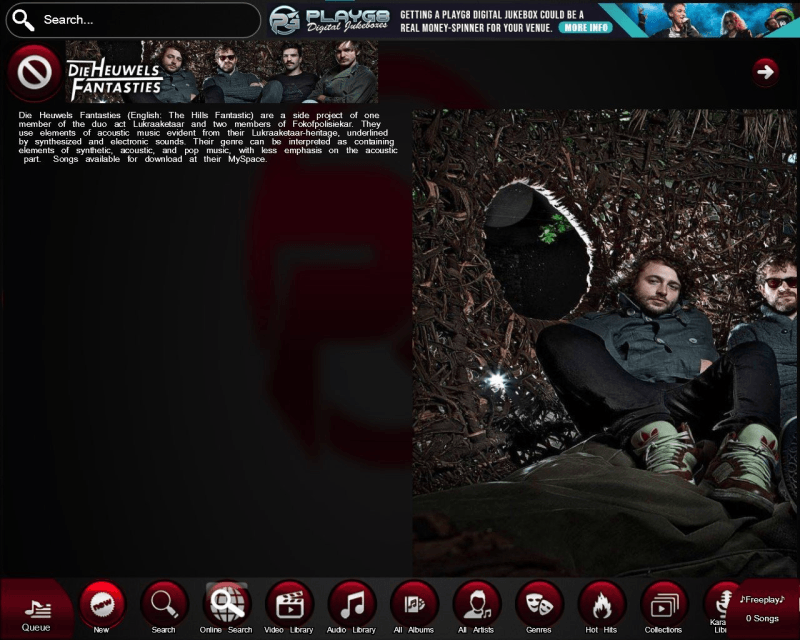 Search...
PLAYG8
Digital Jukeboxes
GETTING A PLAYG8 DIGITAL JUKEBOX COULD BE A
REAL MONEY-SPINNER FOR YOUR VENUE. MORE INFO
DIE HEUWELS
FANTASTIES
Die Heuwels Fantasties (English: The Hills Fantastic) are a side project of one
member of the duo act Lukraaketaar and two members of Fokofpolisiekar. They
use elements of acoustic music evident from their Lukraaketaar-heritage, underlined
by synthesized and electronic sounds. Their genre can be interpreted as containing
elements of synthetic, acoustic, and pop music, with less emphasis on the acoustic
part. Songs available for download at their MySpace.
Queue
New
Search
Online Search
Video Library
Audio Library
All Albums
All Artists
Genres
Hot Hits
Collections
Kara
Libr
♪Freeplay♪
0 Songs